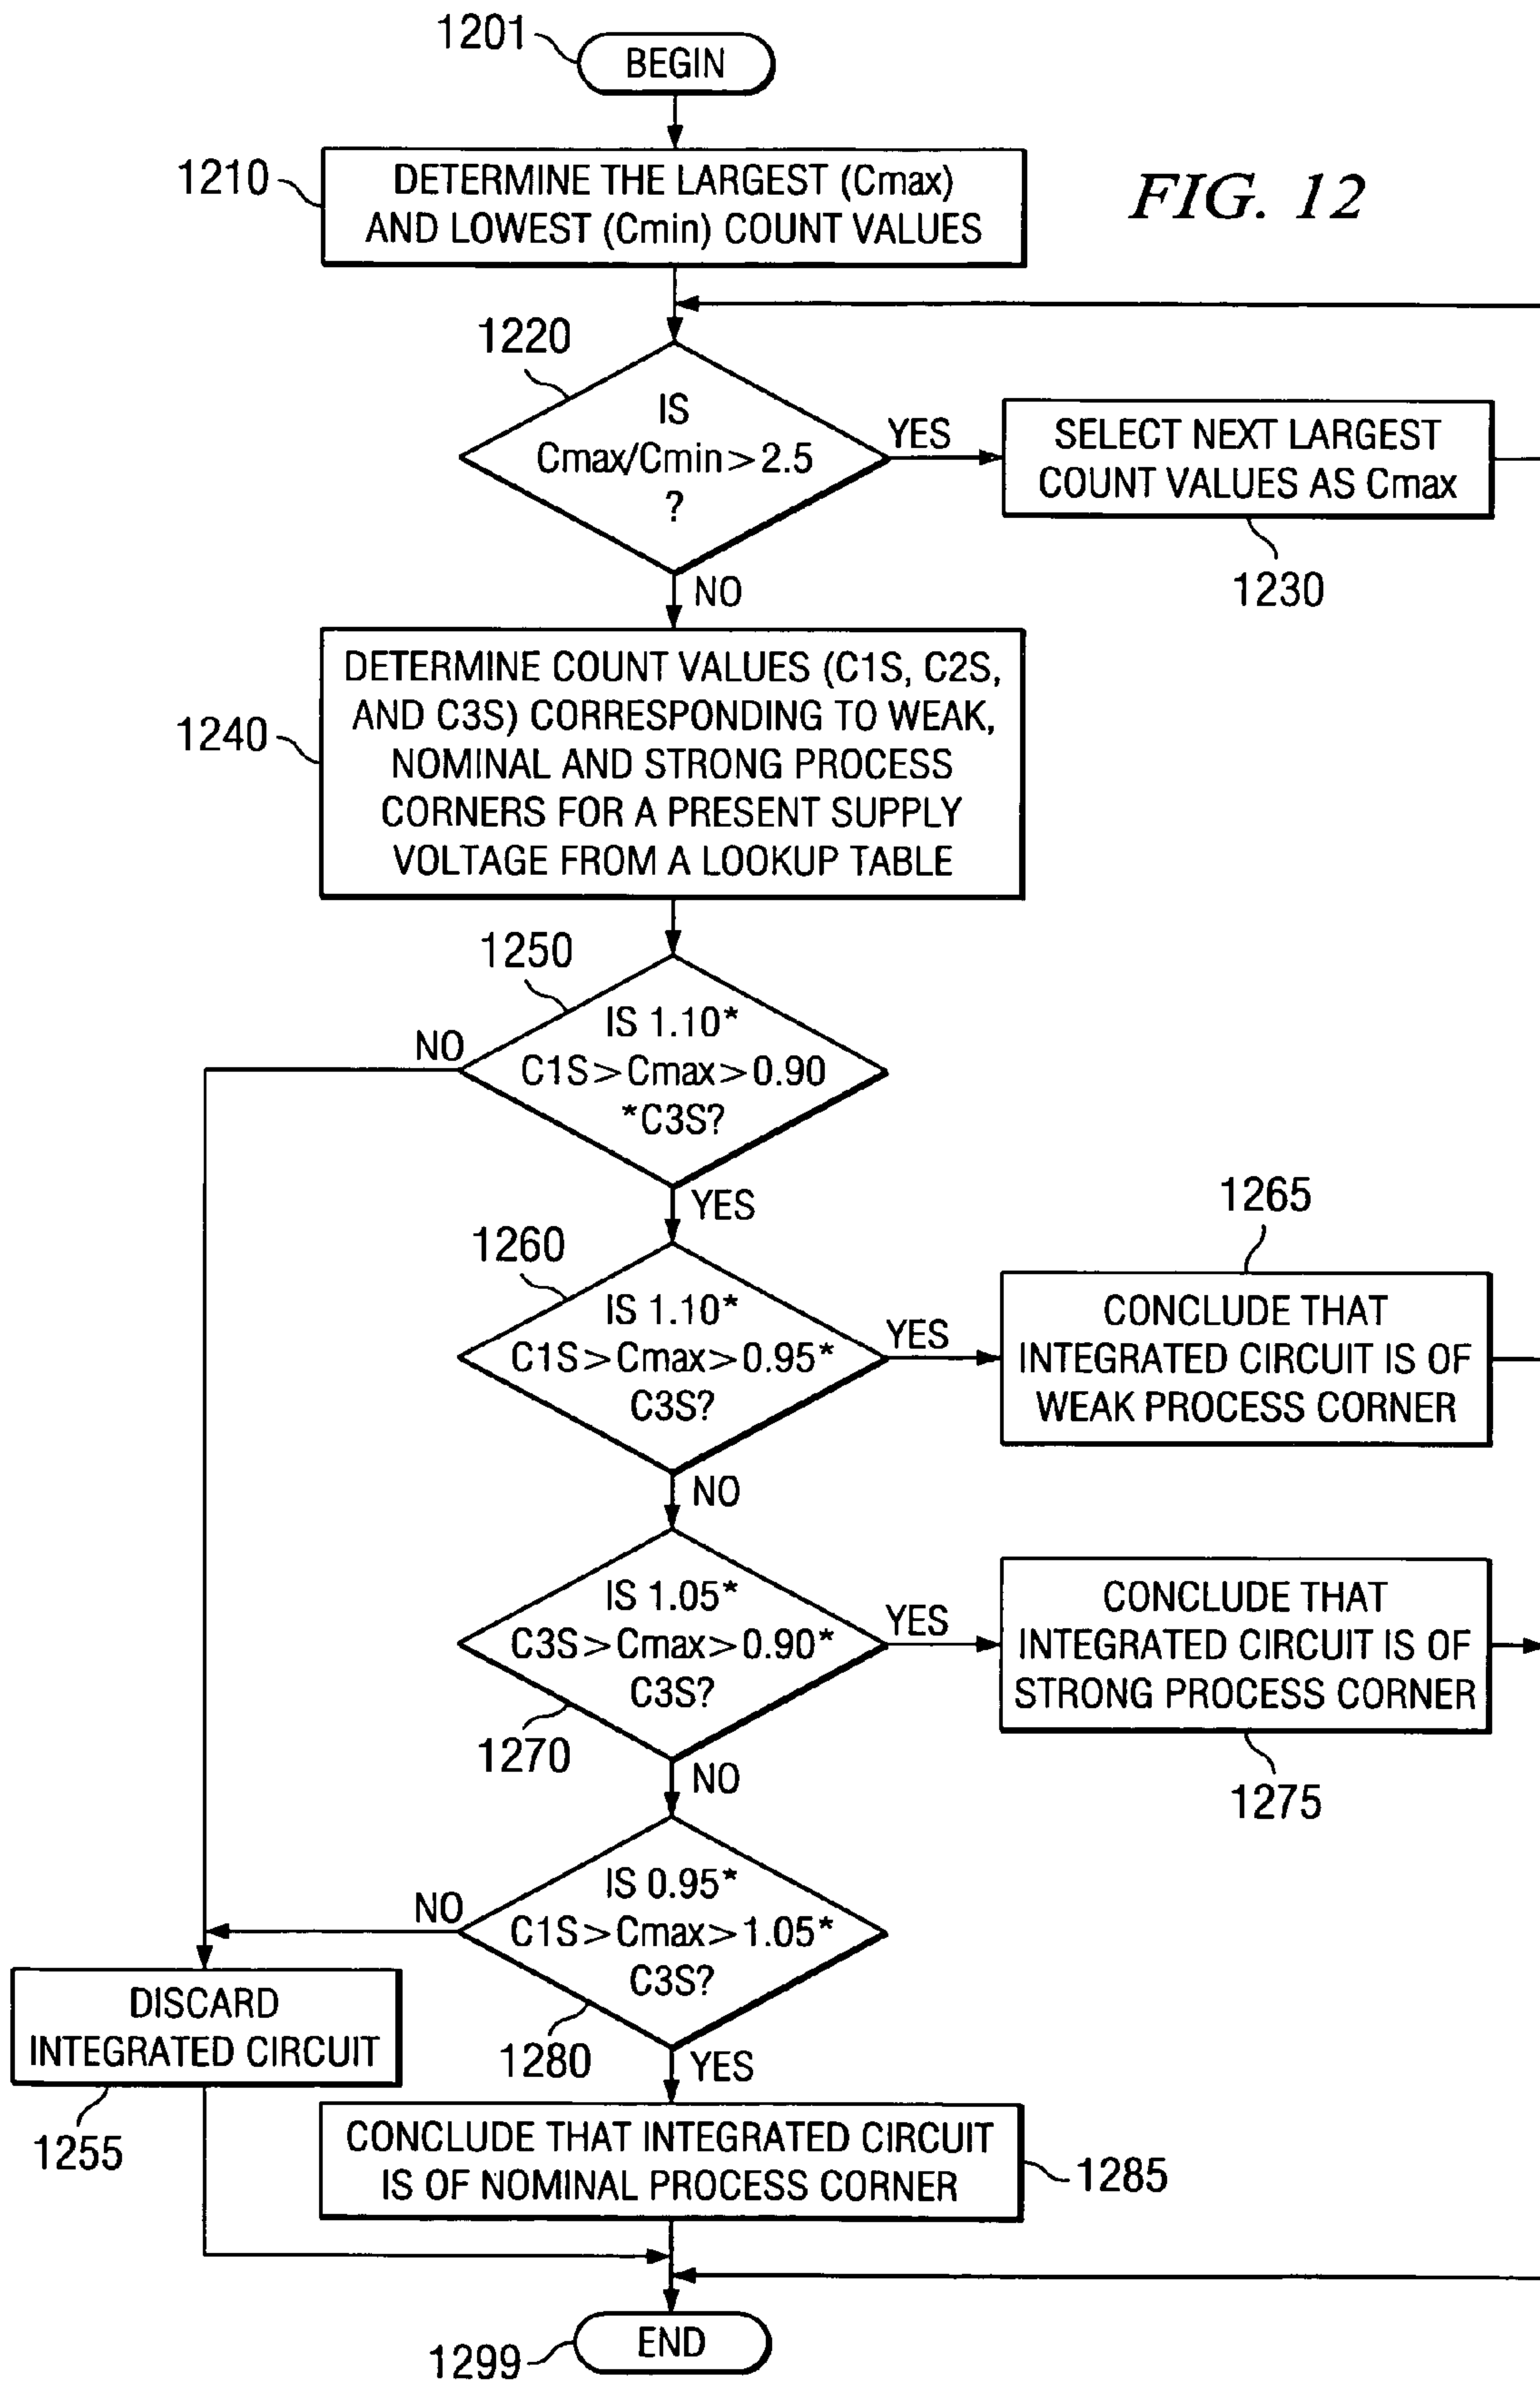 1201
BEGIN
1210
DETERMINE THE LARGEST (Cmax)
AND LOWEST (Cmin) COUNT VALUES
FIG. 12
1220
IS
Cmax/Cmin>2.5
?
YES
SELECT NEXT LARGEST
COUNT VALUES AS Cmax
1230
NO
1240
DETERMINE COUNT VALUES (C1S, C2S,
AND C3S) CORRESPONDING TO WEAK,
NOMINAL AND STRONG PROCESS
CORNERS FOR A PRESENT SUPPLY
VOLTAGE FROM A LOOKUP TABLE
1250
NO
IS 1.10*
C1S>Cmax>0.90
*C3S?
YES
1260
IS 1.10*
C1S>Cmax>0.95*
C3S?
YES
1265
CONCLUDE THAT
INTEGRATED CIRCUIT IS OF
WEAK PROCESS CORNER
NO
IS 1.05*
C3S>Cmax>0.90*
C3S?
1270
YES
CONCLUDE THAT
INTEGRATED CIRCUIT IS OF
STRONG PROCESS CORNER
1275
NO
IS 0.95*
C1S>Cmax>1.05*
C3S?
1280
NO
DISCARD
INTEGRATED CIRCUIT
1255
YES
CONCLUDE THAT INTEGRATED CIRCUIT
IS OF NOMINAL PROCESS CORNER
1285
END
1299